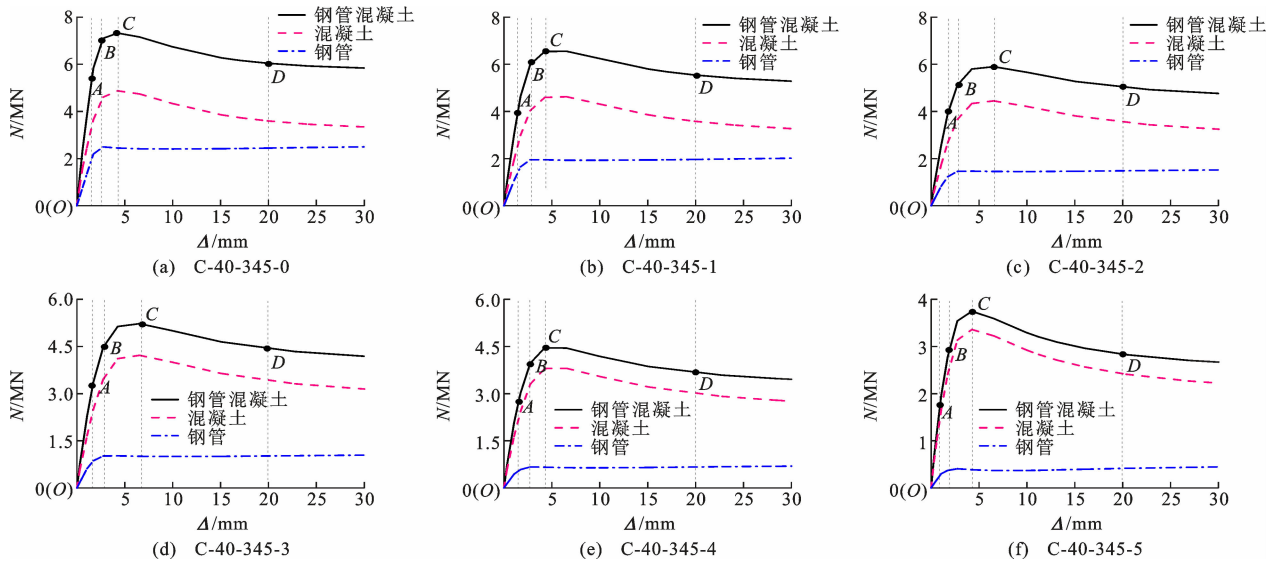 8
6
4
2
0(O)
N/MN
A
B
C
D
钢管混凝土
混凝土
钢管
5
10
15
20
25
30
Δ/mm
(a) C-40-345-0
8
6
4
2
0(O)
N/MN
A
B
C
D
钢管混凝土
混凝土
钢管
5
10
15
20
25
30
Δ/mm
(b) C-40-345-1
8
6
4
2
0(O)
N/MN
A
B
C
D
钢管混凝土
混凝土
钢管
5
10
15
20
25
30
Δ/mm
(c) C-40-345-2
6.0
4.5
3.0
1.5
0(O)
N/MN
A
B
C
D
钢管混凝土
混凝土
钢管
5
10
15
20
25
30
Δ/mm
(d) C-40-345-3
6.0
4.5
3.0
1.5
0(O)
N/MN
A
B
C
D
钢管混凝土
混凝土
钢管
5
10
15
20
25
30
Δ/mm
(e) C-40-345-4
4
3
2
1
0(O)
N/MN
A
B
C
D
钢管混凝土
混凝土
钢管
5
10
15
20
25
30
Δ/mm
(f) C-40-345-5